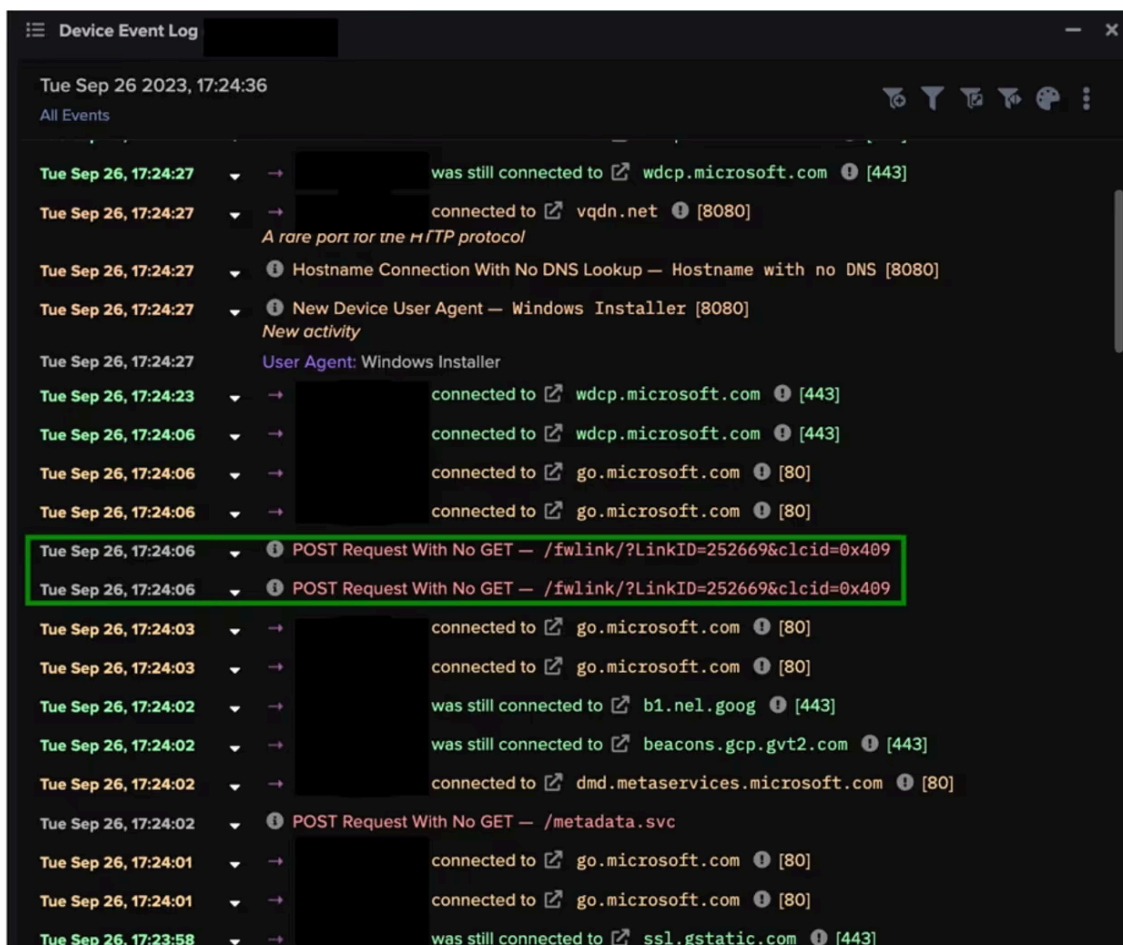 Device Event Log
Tue Sep 26 2023, 17:24:36
All Events
Tue Sep 26, 17:24:27 → was still connected to wdcp.microsoft.com [443]
Tue Sep 26, 17:24:27 → connected to vqdn.net [8080]
A rare port for the HTTP protocol
Tue Sep 26, 17:24:27 Hostname Connection With No DNS Lookup — Hostname with no DNS [8080]
Tue Sep 26, 17:24:27 New Device User Agent — Windows Installer [8080]
New activity
Tue Sep 26, 17:24:27 User Agent: Windows Installer
Tue Sep 26, 17:24:23 → connected to wdcp.microsoft.com [443]
Tue Sep 26, 17:24:06 → connected to wdcp.microsoft.com [443]
Tue Sep 26, 17:24:06 → connected to go.microsoft.com [80]
Tue Sep 26, 17:24:06 → connected to go.microsoft.com [80]
Tue Sep 26, 17:24:06 POST Request With No GET — /fwlink/?LinkID=252669&clcid=0x409
Tue Sep 26, 17:24:06 POST Request With No GET — /fwlink/?LinkID=252669&clcid=0x409
Tue Sep 26, 17:24:03 → connected to go.microsoft.com [80]
Tue Sep 26, 17:24:03 → connected to go.microsoft.com [80]
Tue Sep 26, 17:24:02 → was still connected to b1.nel.goog [443]
Tue Sep 26, 17:24:02 → was still connected to beacons.gcp.gvt2.com [443]
Tue Sep 26, 17:24:02 → connected to dmd.metaservices.microsoft.com [80]
Tue Sep 26, 17:24:02 POST Request With No GET — /metadata.svc
Tue Sep 26, 17:24:01 → connected to go.microsoft.com [80]
Tue Sep 26, 17:24:01 → connected to go.microsoft.com [80]
Tue Sep 26, 17:23:58 → was still connected to ssl.gstatic.com [443]